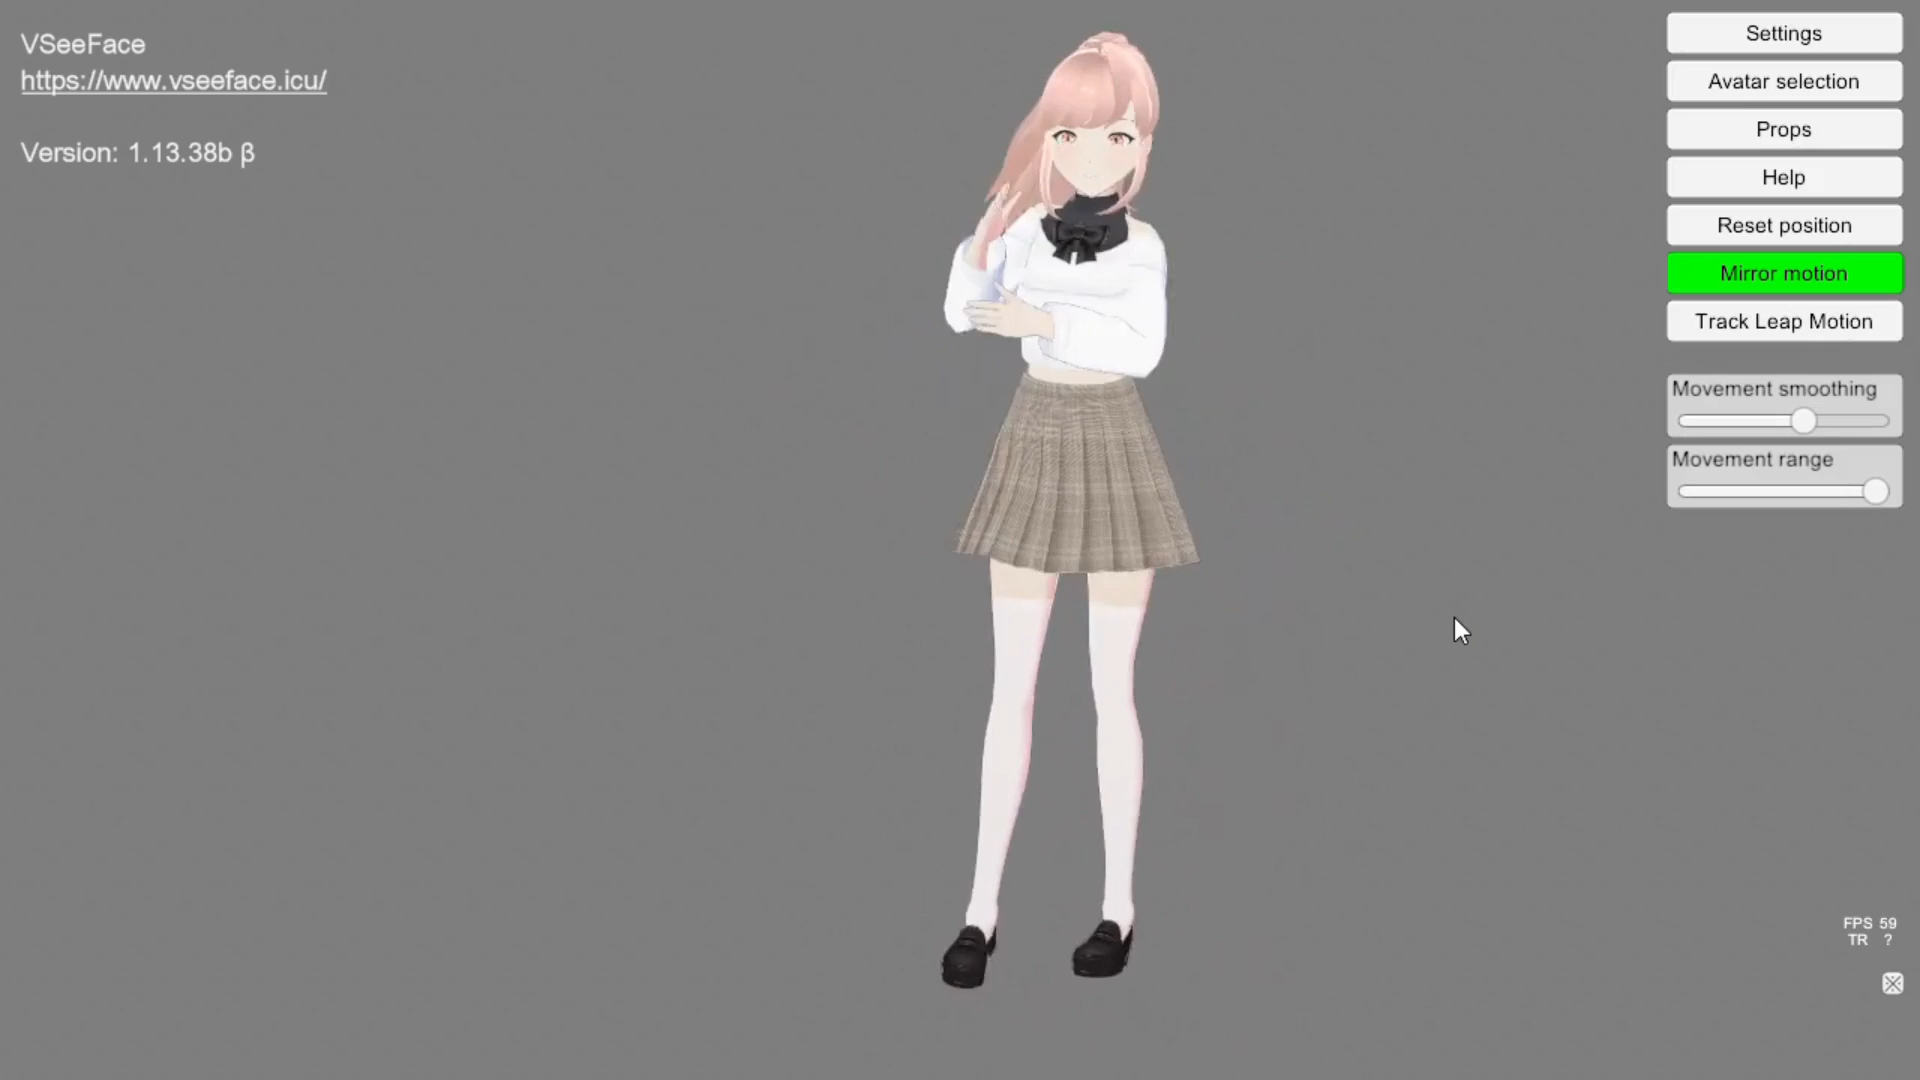 VSeeFace
https://www.vseeface.icu/
Version: 1.13.38b β
Settings
Avatar selection
Props
Help
Reset position
Mirror motion
Track Leap Motion
Movement smoothing
Movement range
FPS 59
TR ?